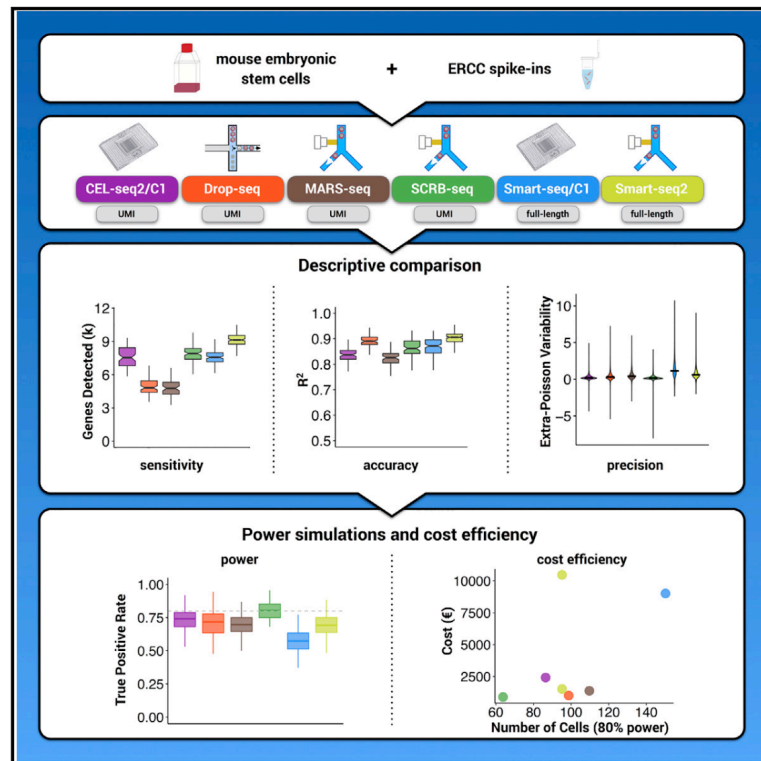 mouse embryonic
stem cells
+
ERCC spike-ins
CEL-seq2/C1
Drop-seq
MARS-seq
SCRB-seq
Smart-seq/C1
Smart-seq2
UMI
UMI
UMI
UMI
full-length
full-length
Descriptive comparison
Genes Detected (k)
12
9
6
3
0
sensitivity
R2
1.0
0.9
0.8
0.7
0.6
0.5
accuracy
Extra-Poisson Variability
10
5
0
−5
precision
Power simulations and cost efficiency
power
True Positive Rate
1.00
0.75
0.50
0.25
0.00
cost efficiency
Cost (€)
10000
7500
5000
2500
60
80
100
120
140
Number of Cells (80% power)